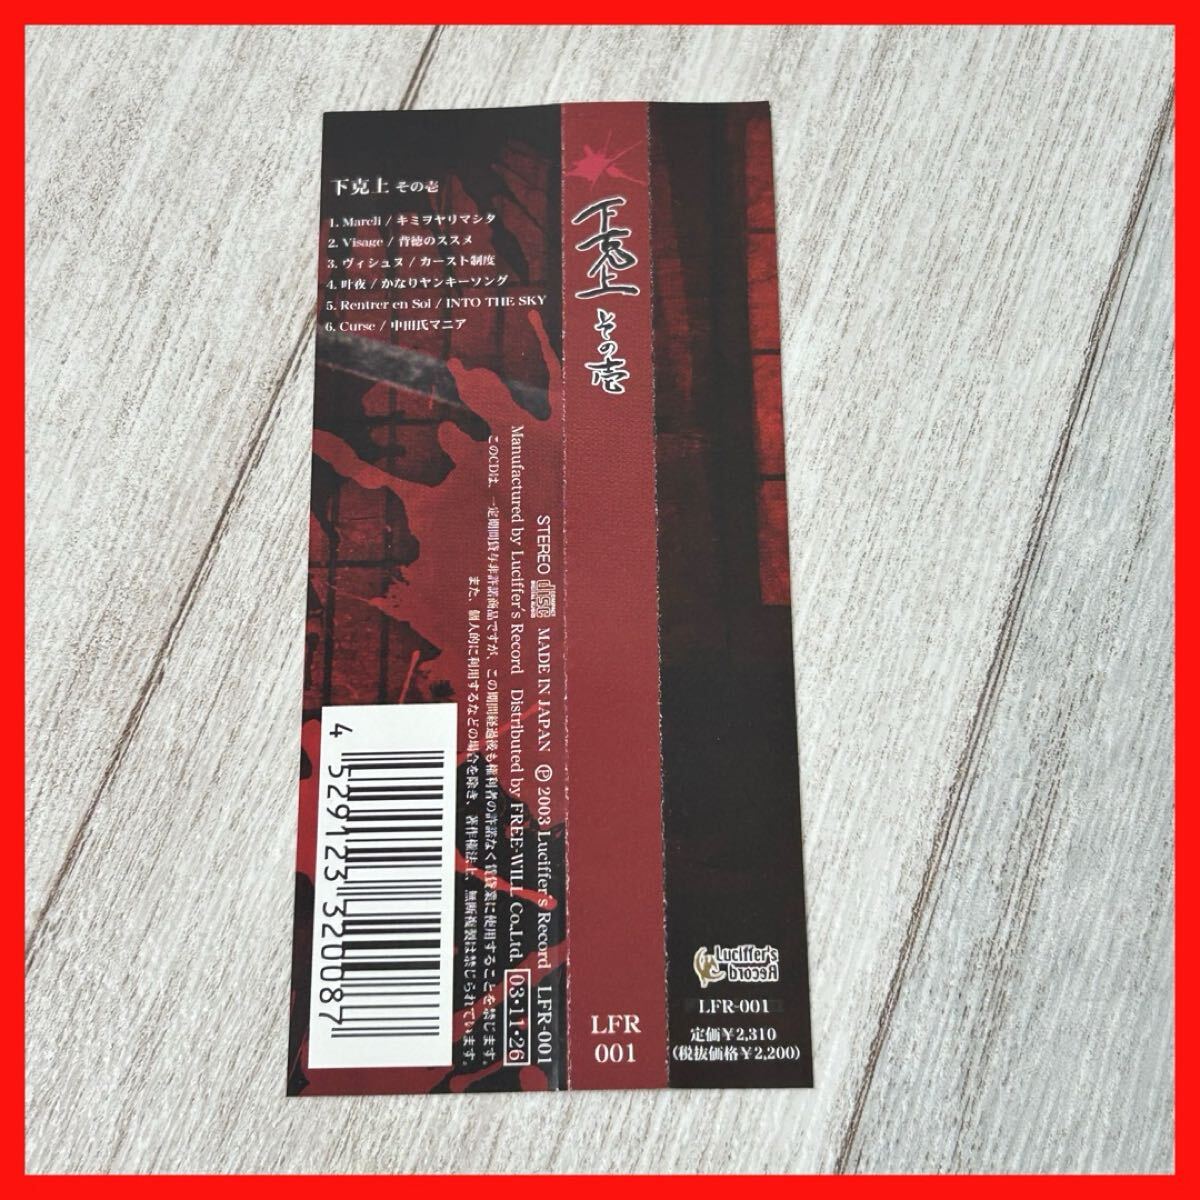 下克上 その壱
1. Mareli / キミヲヤリマシタ
2. Visage / 背徳のススメ
3. ヴィシュヌ / カースト制度
4. 叶夜 / かなりヤンキーソング
5. Rentrer en Soi / INTO THE SKY
6. Curse / 中田氏マニア
STEREO COMPACT disc DIGITAL AUDIO MADE IN JAPAN Ⓟ 2003 Luciffer's Record LFR-001
Manufactured by Luciffer's Record Distributed by FREE-WILL Co.,Ltd. 03・11・26
このCDは、一定期間貸与非許諾商品ですが、この期間経過後も権利者の許諾なく賃貸業に使用することを禁じます。
また、個人的に利用するなどの場合を除き、著作権法上、無断複製は禁じられています。
4 529123 320087
下克上 その壱
LFR
001
Luciffer's
Record
LFR-001
定価¥2,310
(税抜価格¥2,200)